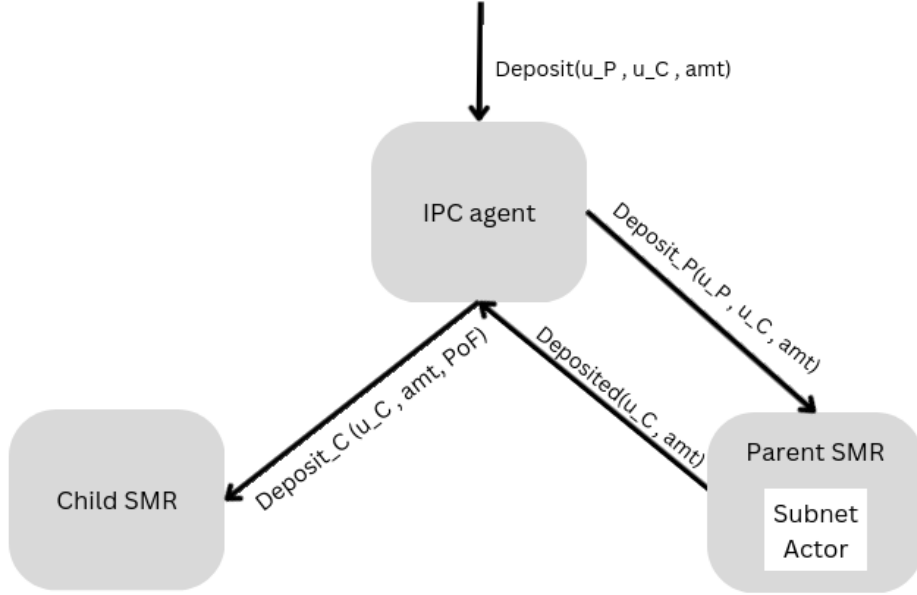 Deposit(u_P , u_C , amt)
IPC agent
Deposit_P(u_P , u_C , amt)
Deposited(u_C, amt)
Deposit_C (u_C , amt, PoF)
Child SMR
Parent SMR
Subnet
Actor